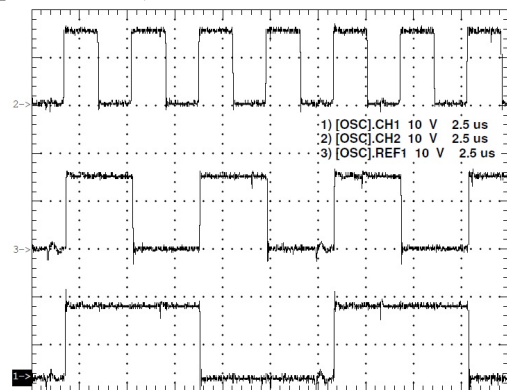 2->
1) [OSC].CH1 10 V 2.5 us
2) [OSC].CH2 10 V 2.5 us
3) [OSC].REF1 10 V 2.5 us
3->
1->